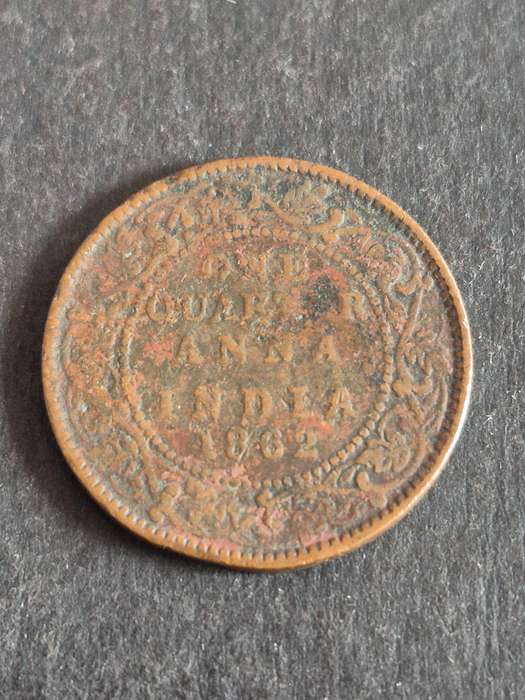 ONE
QUARTER
ANNA
INDIA
1862